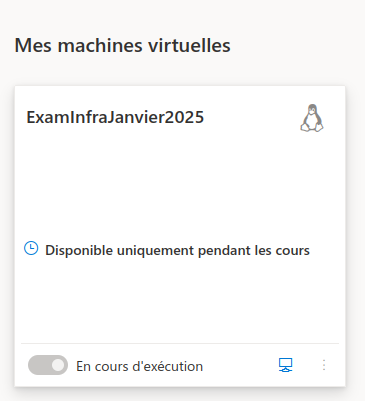 Mes machines virtuelles
ExamInfraJanvier2025
Disponible uniquement pendant les cours
En cours d'exécution